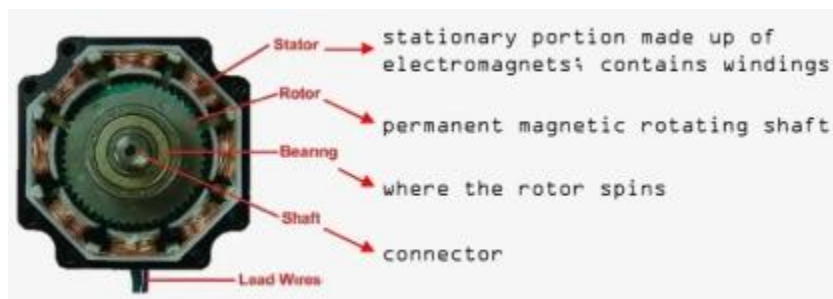 Stator
stationary portion made up of
electromagnets; contains windings
Rotor
permanent magnetic rotating shaft
Bearing
where the rotor spins
Shaft
connector
Lead Wires